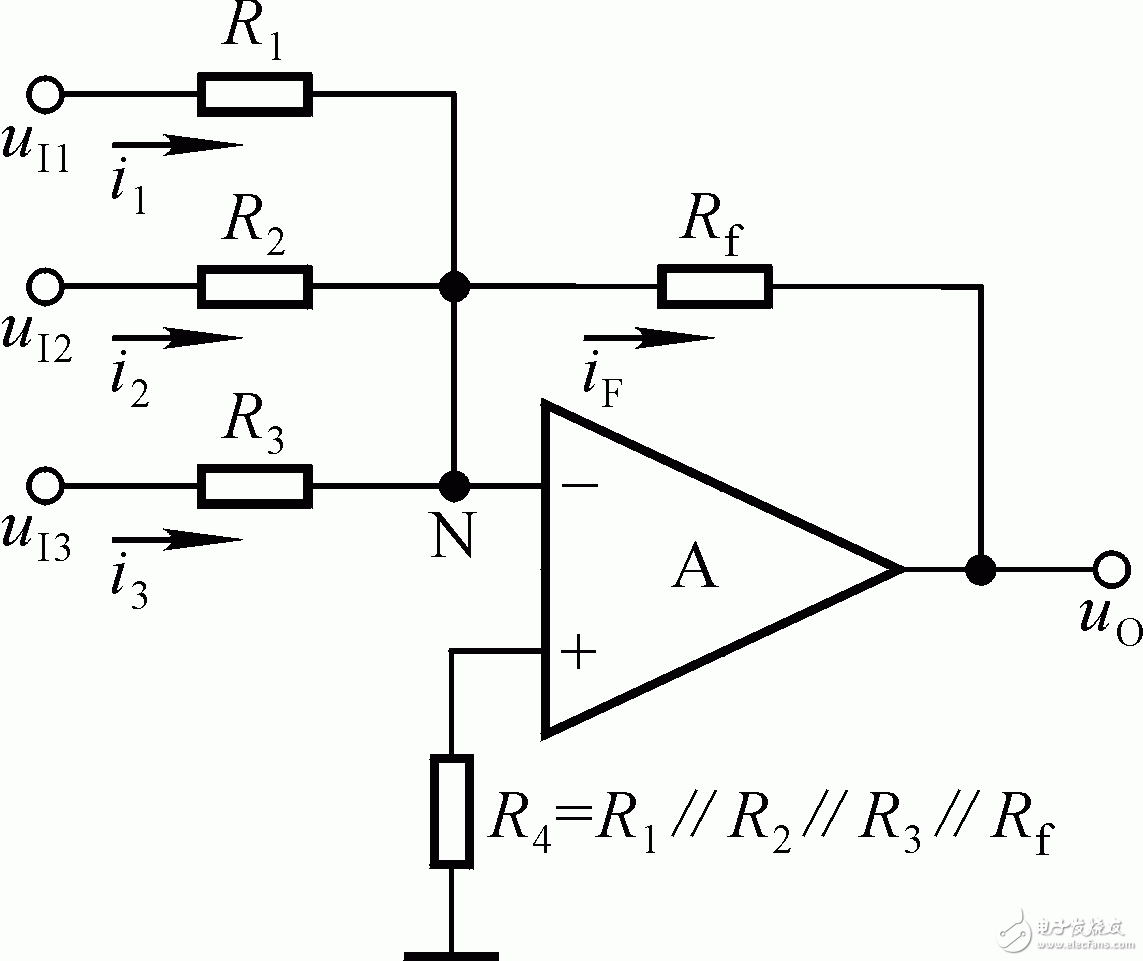 R1
uI1
i1
R2
Rf
uI2
i2
iF
R3
−
uI3
N
i3
A
uO
+
R4=R1//R2//R3//Rf
电子发烧友
www.elecfans.com